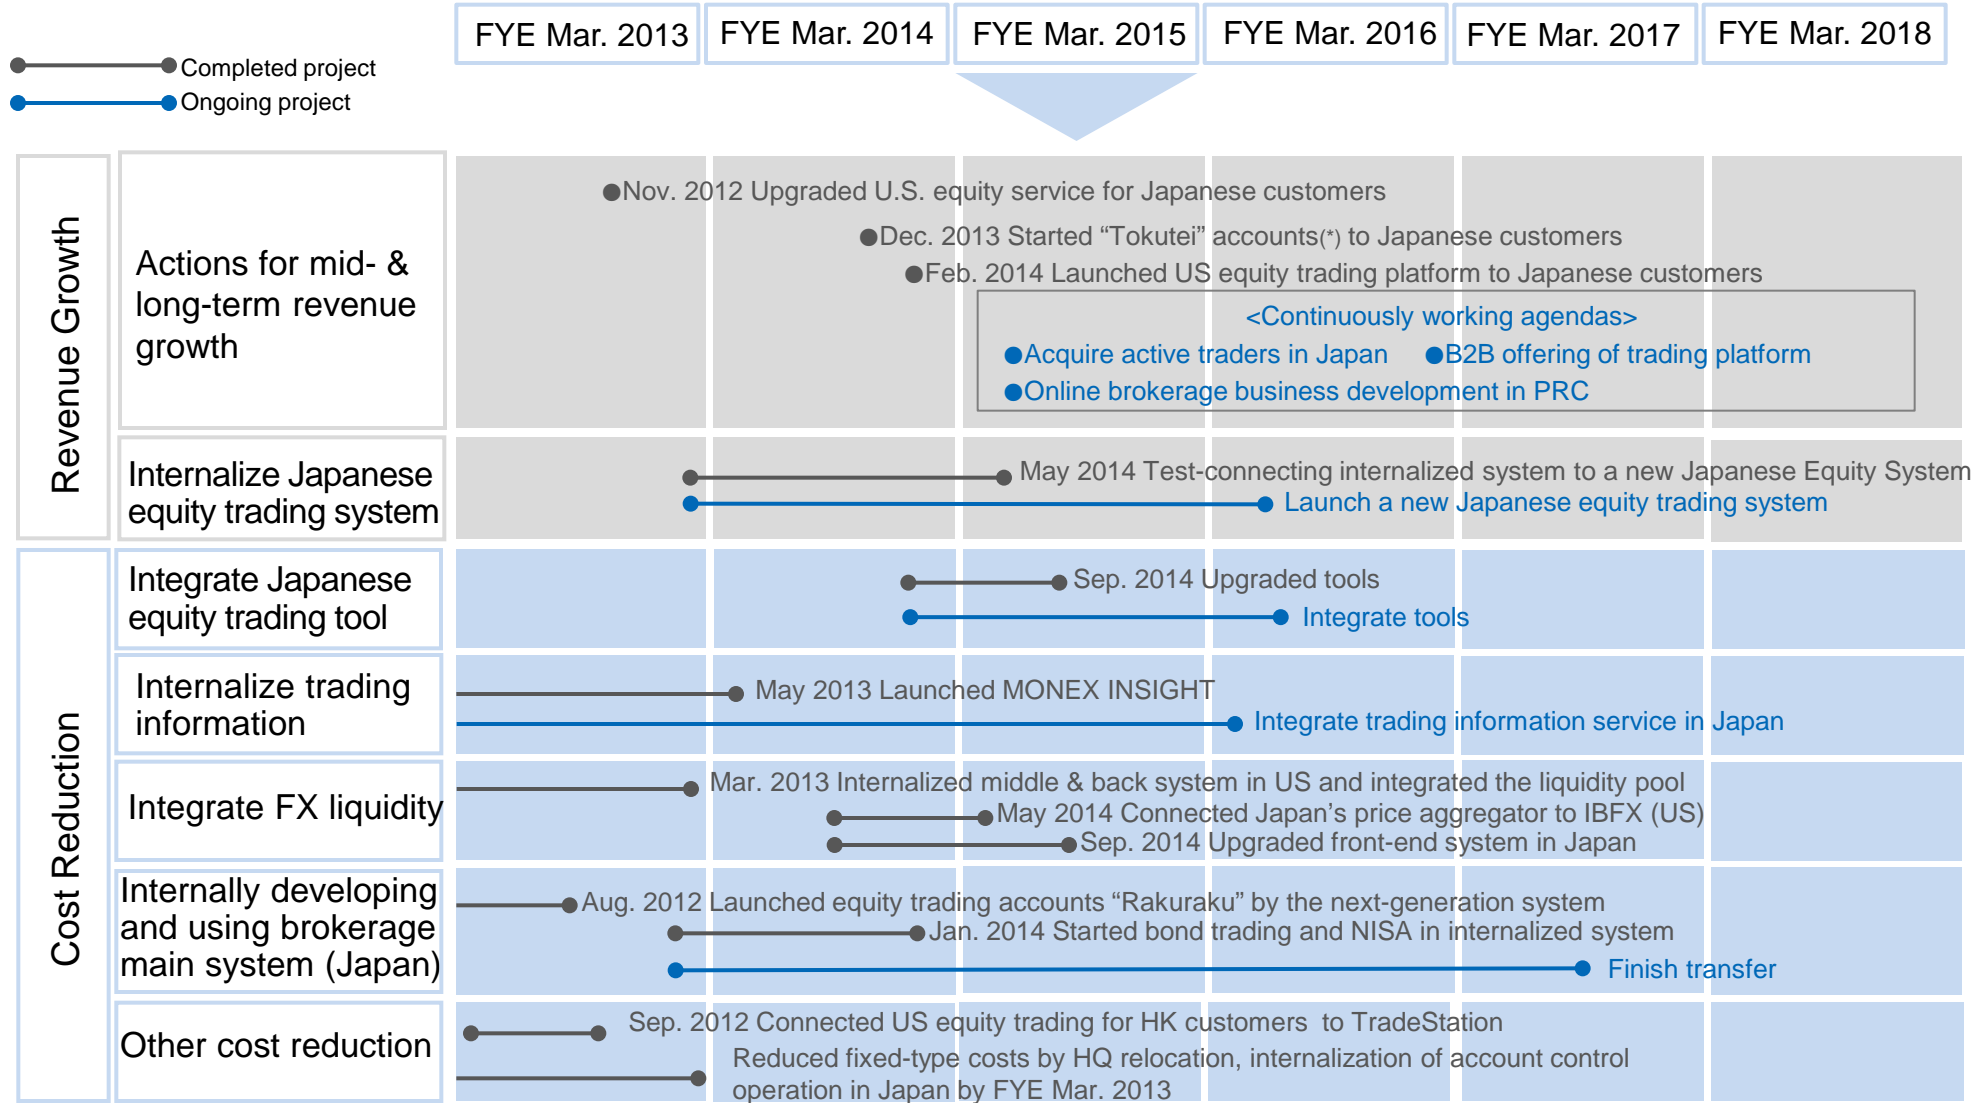 FYE Mar. 2013 FYE Mar. 2014 FYE Mar. 2015 FYE Mar. 2016 FYE Mar. 2017 FYE Mar. 2018
Completed project
Ongoing project
Revenue Growth
Actions for mid- &
long-term revenue
growth
●Nov. 2012 Upgraded U.S. equity service for Japanese customers
●Dec. 2013 Started “Tokutei” accounts(*) to Japanese customers
●Feb. 2014 Launched US equity trading platform to Japanese customers
<Continuously working agendas>
●Acquire active traders in Japan ●B2B offering of trading platform
●Online brokerage business development in PRC
Internalize Japanese
equity trading system
May 2014 Test-connecting internalized system to a new Japanese Equity System
Launch a new Japanese equity trading system
Cost Reduction
Integrate Japanese
equity trading tool
Sep. 2014 Upgraded tools
Integrate tools
Internalize trading
information
May 2013 Launched MONEX INSIGHT
Integrate trading information service in Japan
Integrate FX liquidity
Mar. 2013 Internalized middle & back system in US and integrated the liquidity pool
May 2014 Connected Japan’s price aggregator to IBFX (US)
Sep. 2014 Upgraded front-end system in Japan
Internally developing
and using brokerage
main system (Japan)
Aug. 2012 Launched equity trading accounts “Rakuraku” by the next-generation system
Jan. 2014 Started bond trading and NISA in internalized system
Finish transfer
Other cost reduction
Sep. 2012 Connected US equity trading for HK customers to TradeStation
Reduced fixed-type costs by HQ relocation, internalization of account control
operation in Japan by FYE Mar. 2013